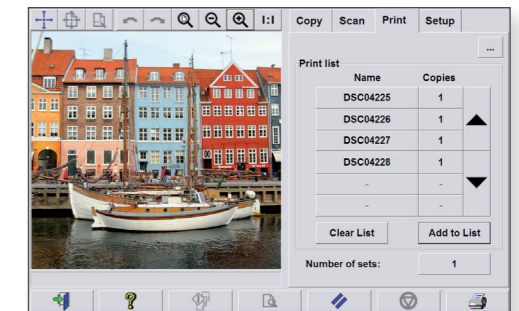 1:1
Copy Scan Print Setup
...
Print list
Name Copies
DSC04225 1
DSC04226 1
DSC04227 1
DSC04228 1
- -
- -
Clear List Add to List
Number of sets: 1
?